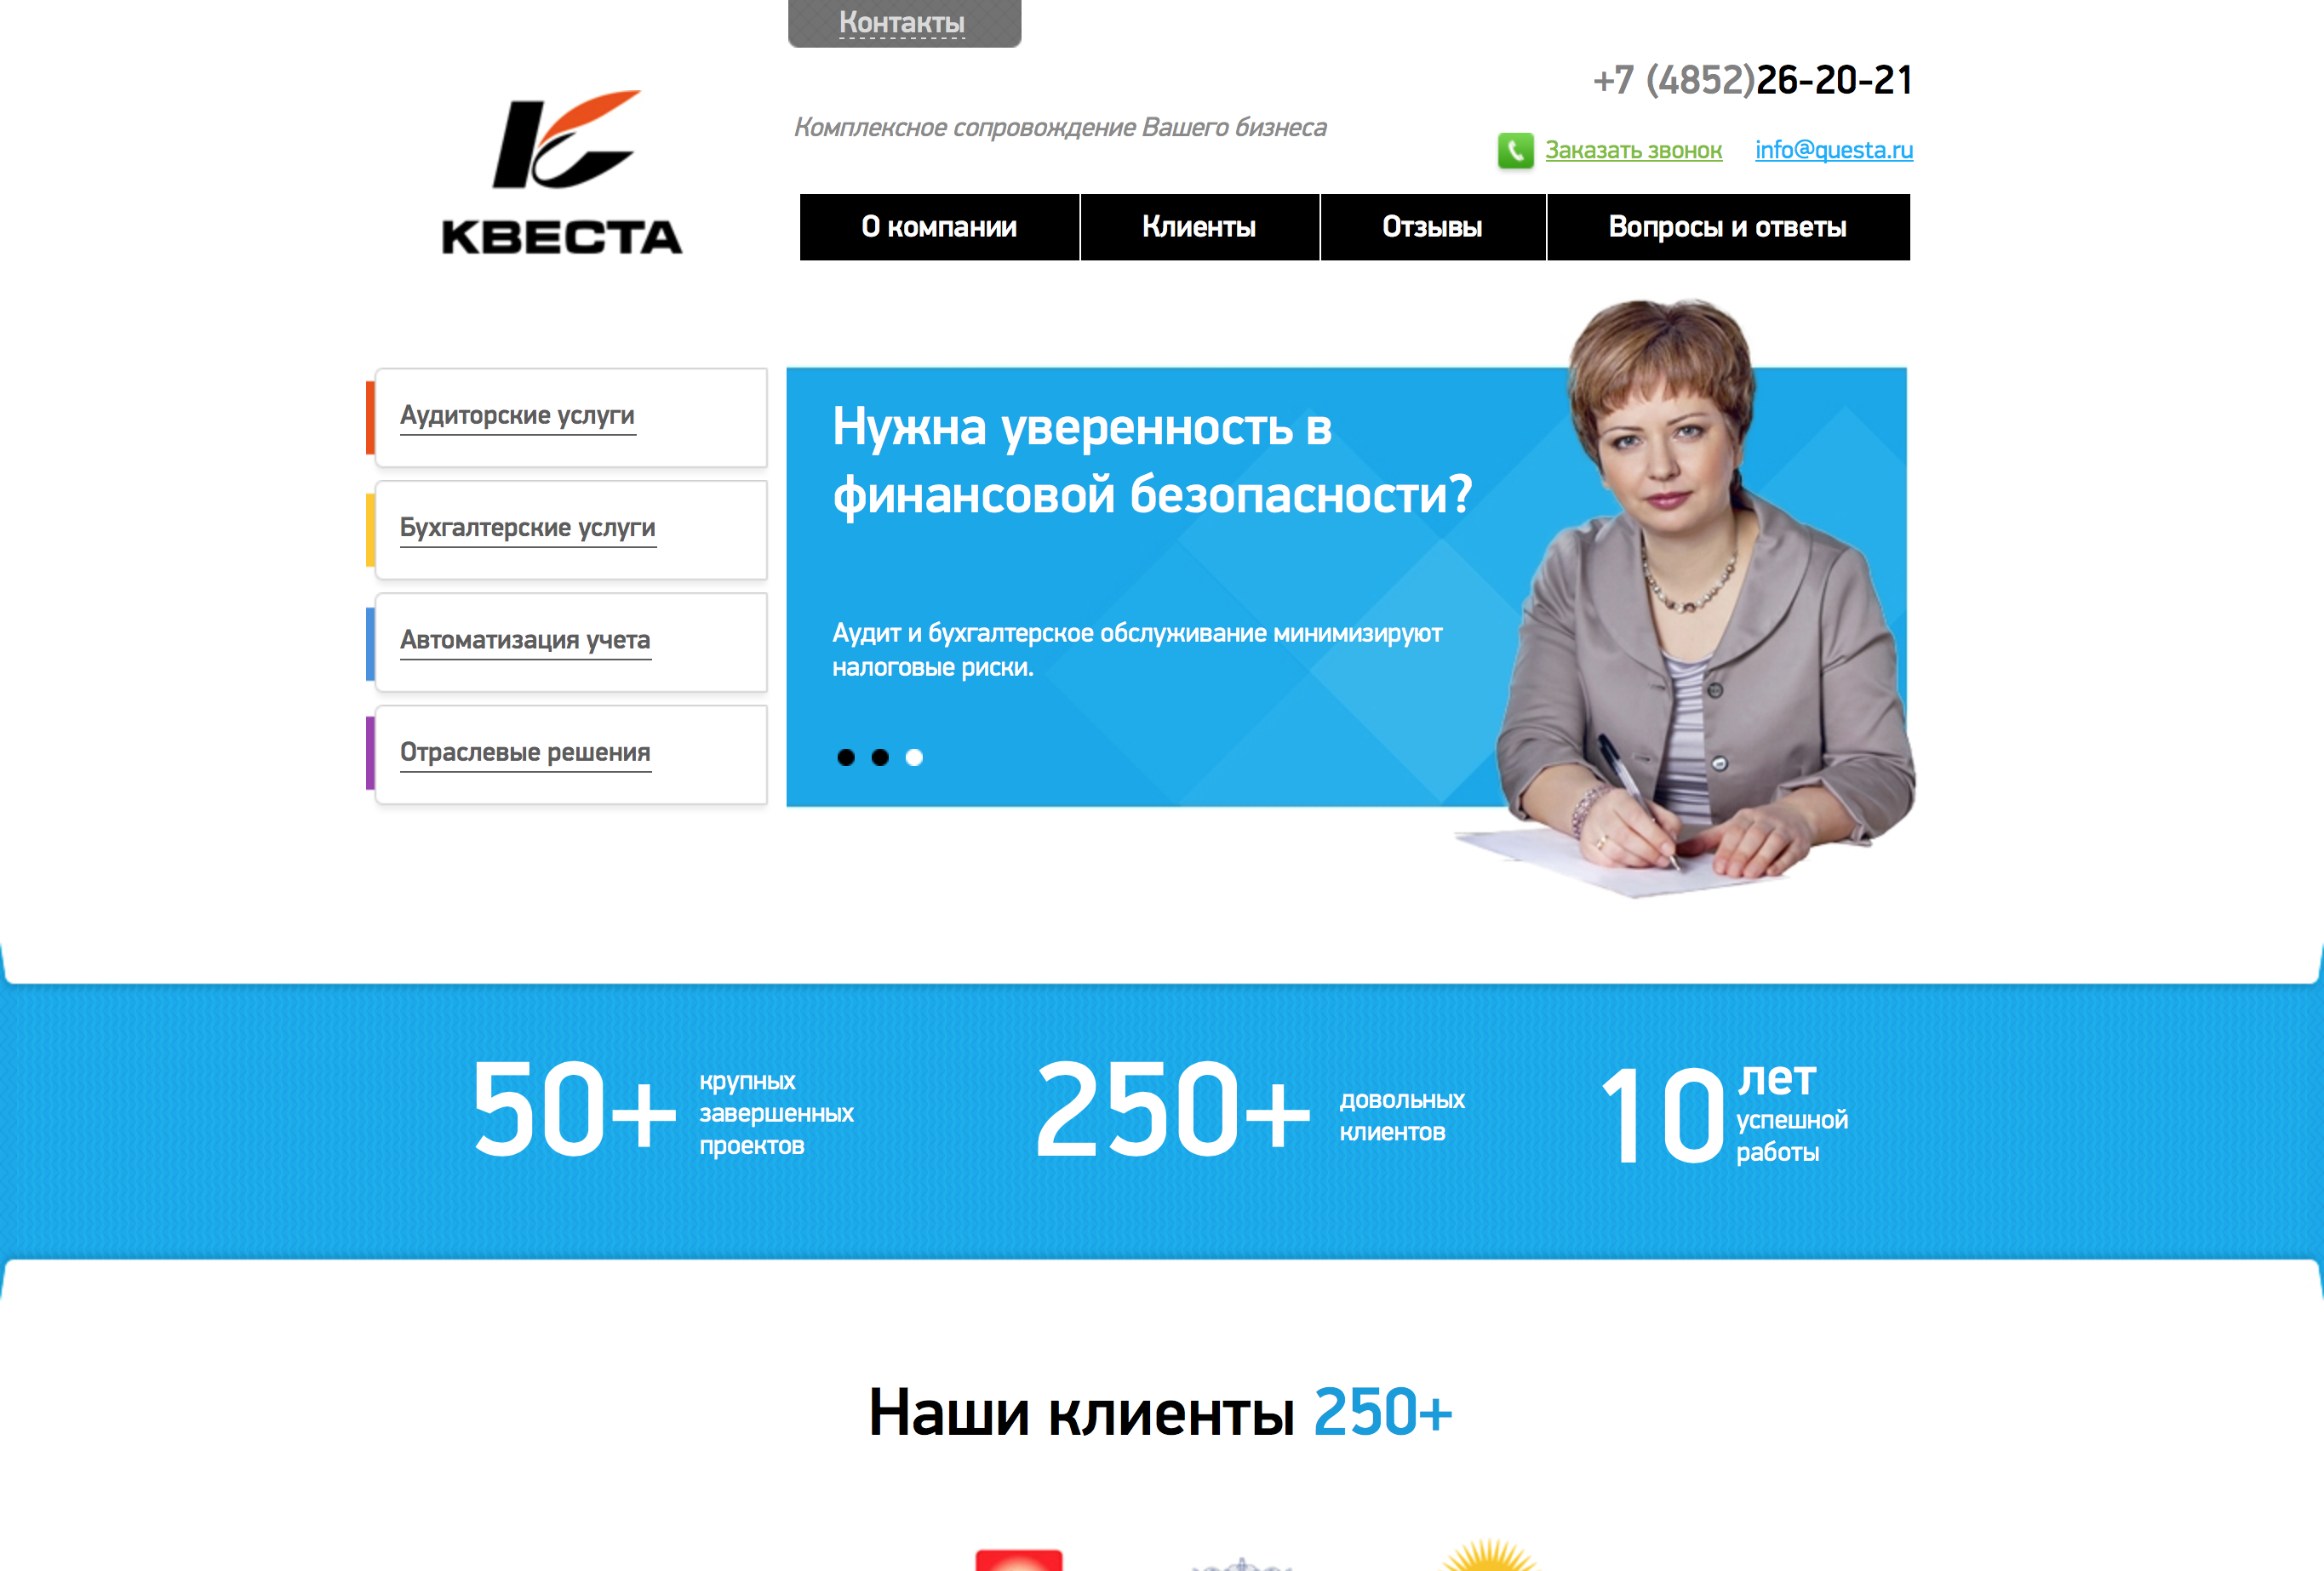 Контакты
+7 (4852)26-20-21
Комплексное сопровождение Вашего бизнеса
Заказать звонок
info@questa.ru
КВЕСТА
О компании
Клиенты
Отзывы
Вопросы и ответы
Аудиторские услуги
Бухгалтерские услуги
Автоматизация учета
Отраслевые решения
Нужна уверенность в
финансовой безопасности?
Аудит и бухгалтерское обслуживание минимизируют
налоговые риски.
50+
крупных
завершенных
проектов
250+
довольных
клиентов
10 лет
успешной
работы
Наши клиенты 250+